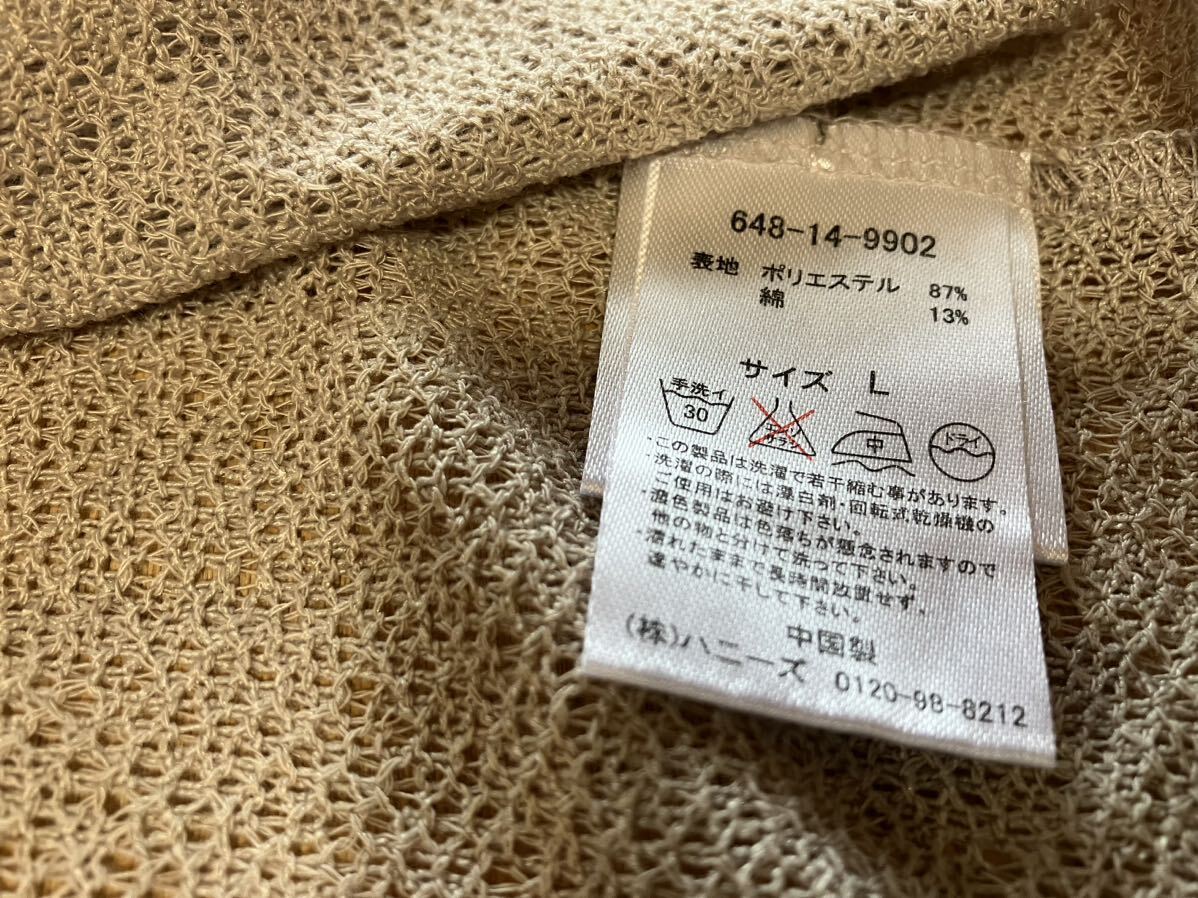 648-14-9902
表地 ポリエステル 87%
綿 13%
サイズ L
手洗イ 30 エンソ サラシ 中 ドライ
・この製品は洗濯で若干縮む事があります。
・洗濯の際には漂白剤・回転式乾燥機の
ご使用はお避け下さい。
・濃色製品は色落ちが懸念されますので
他の物と分けて洗って下さい。
・濡れたままで長時間放置せず、
速やかに干して下さい。
中国製
(株)ハニーズ 0120-98-8212